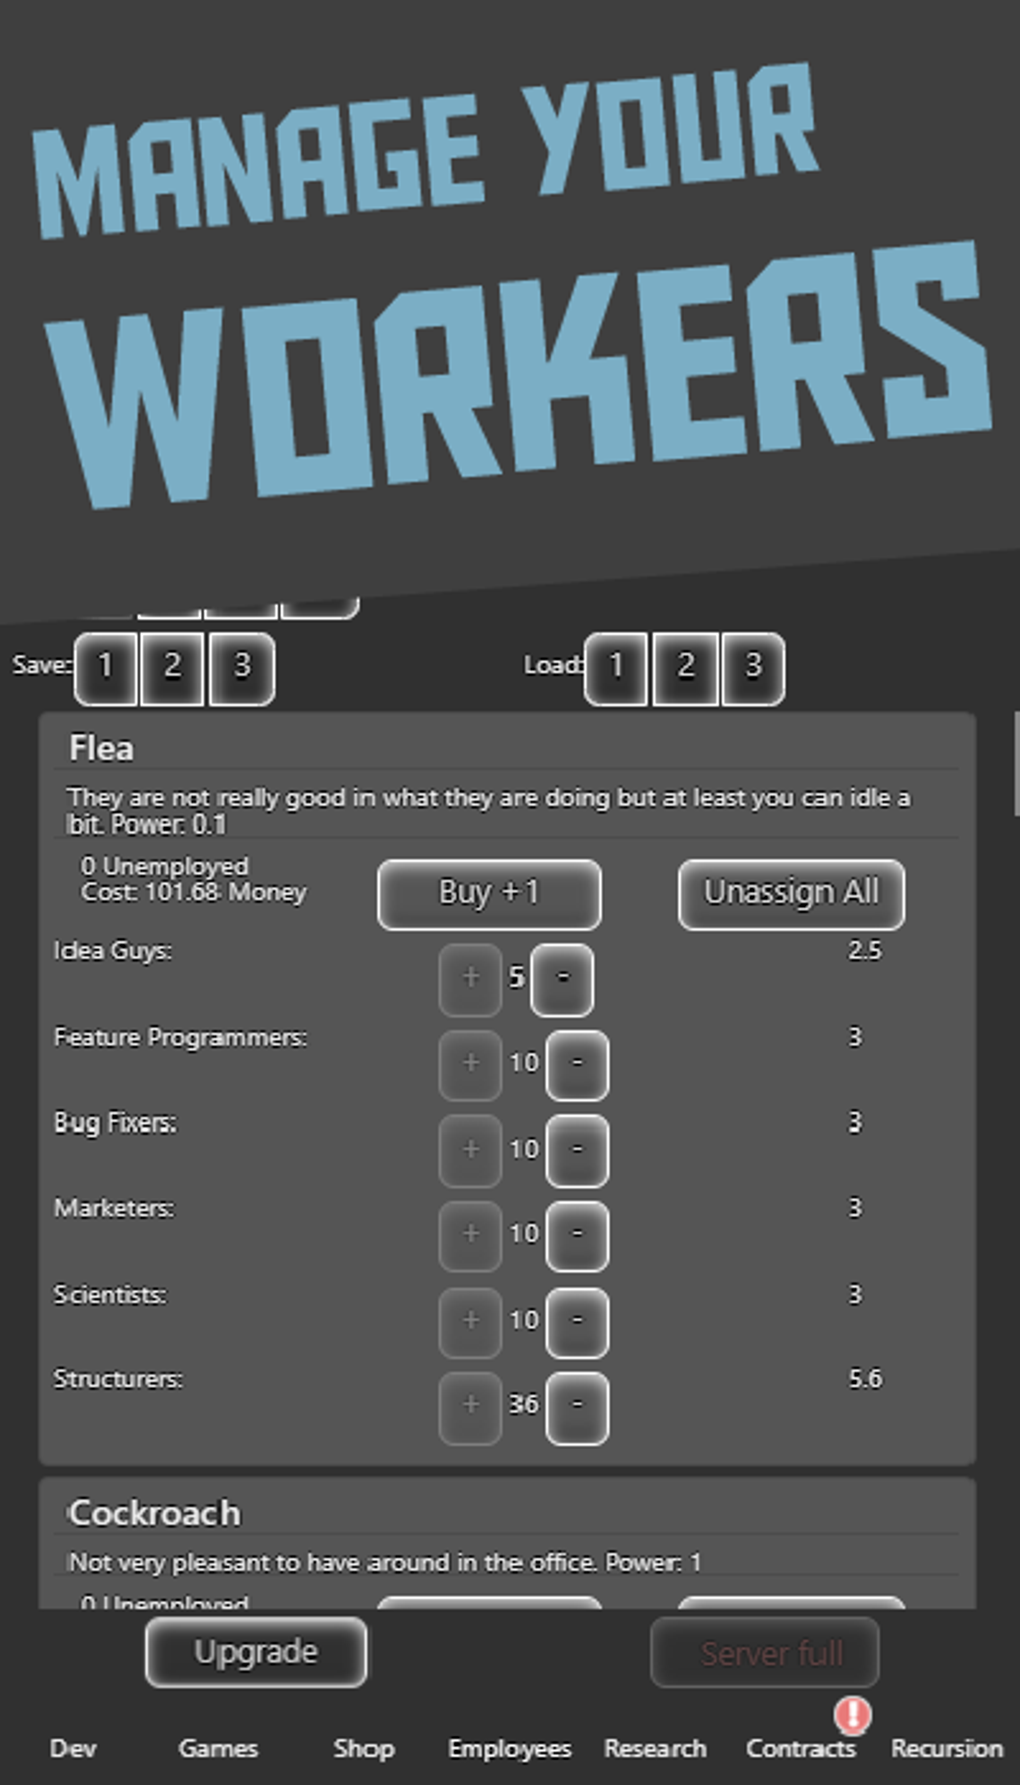 MANAGE YOUR
WORKERS
Save: 1 2 3 Load: 1 2 3
Flea
They are not really good in what they are doing but at least you can idle a
bit. Power: 0.1
0 Unemployed
Cost: 101.68 Money
Buy +1
Unassign All
Idea Guys: + 5 - 2.5
Feature Programmers: + 10 - 3
Bug Fixers: + 10 - 3
Marketers: + 10 - 3
Scientists: + 10 - 3
Structurers: + 36 - 5.6
Cockroach
Not very pleasant to have around in the office. Power: 1
0 Unemployed
Upgrade Server full
!
Dev Games Shop Employees Research Contracts Recursion